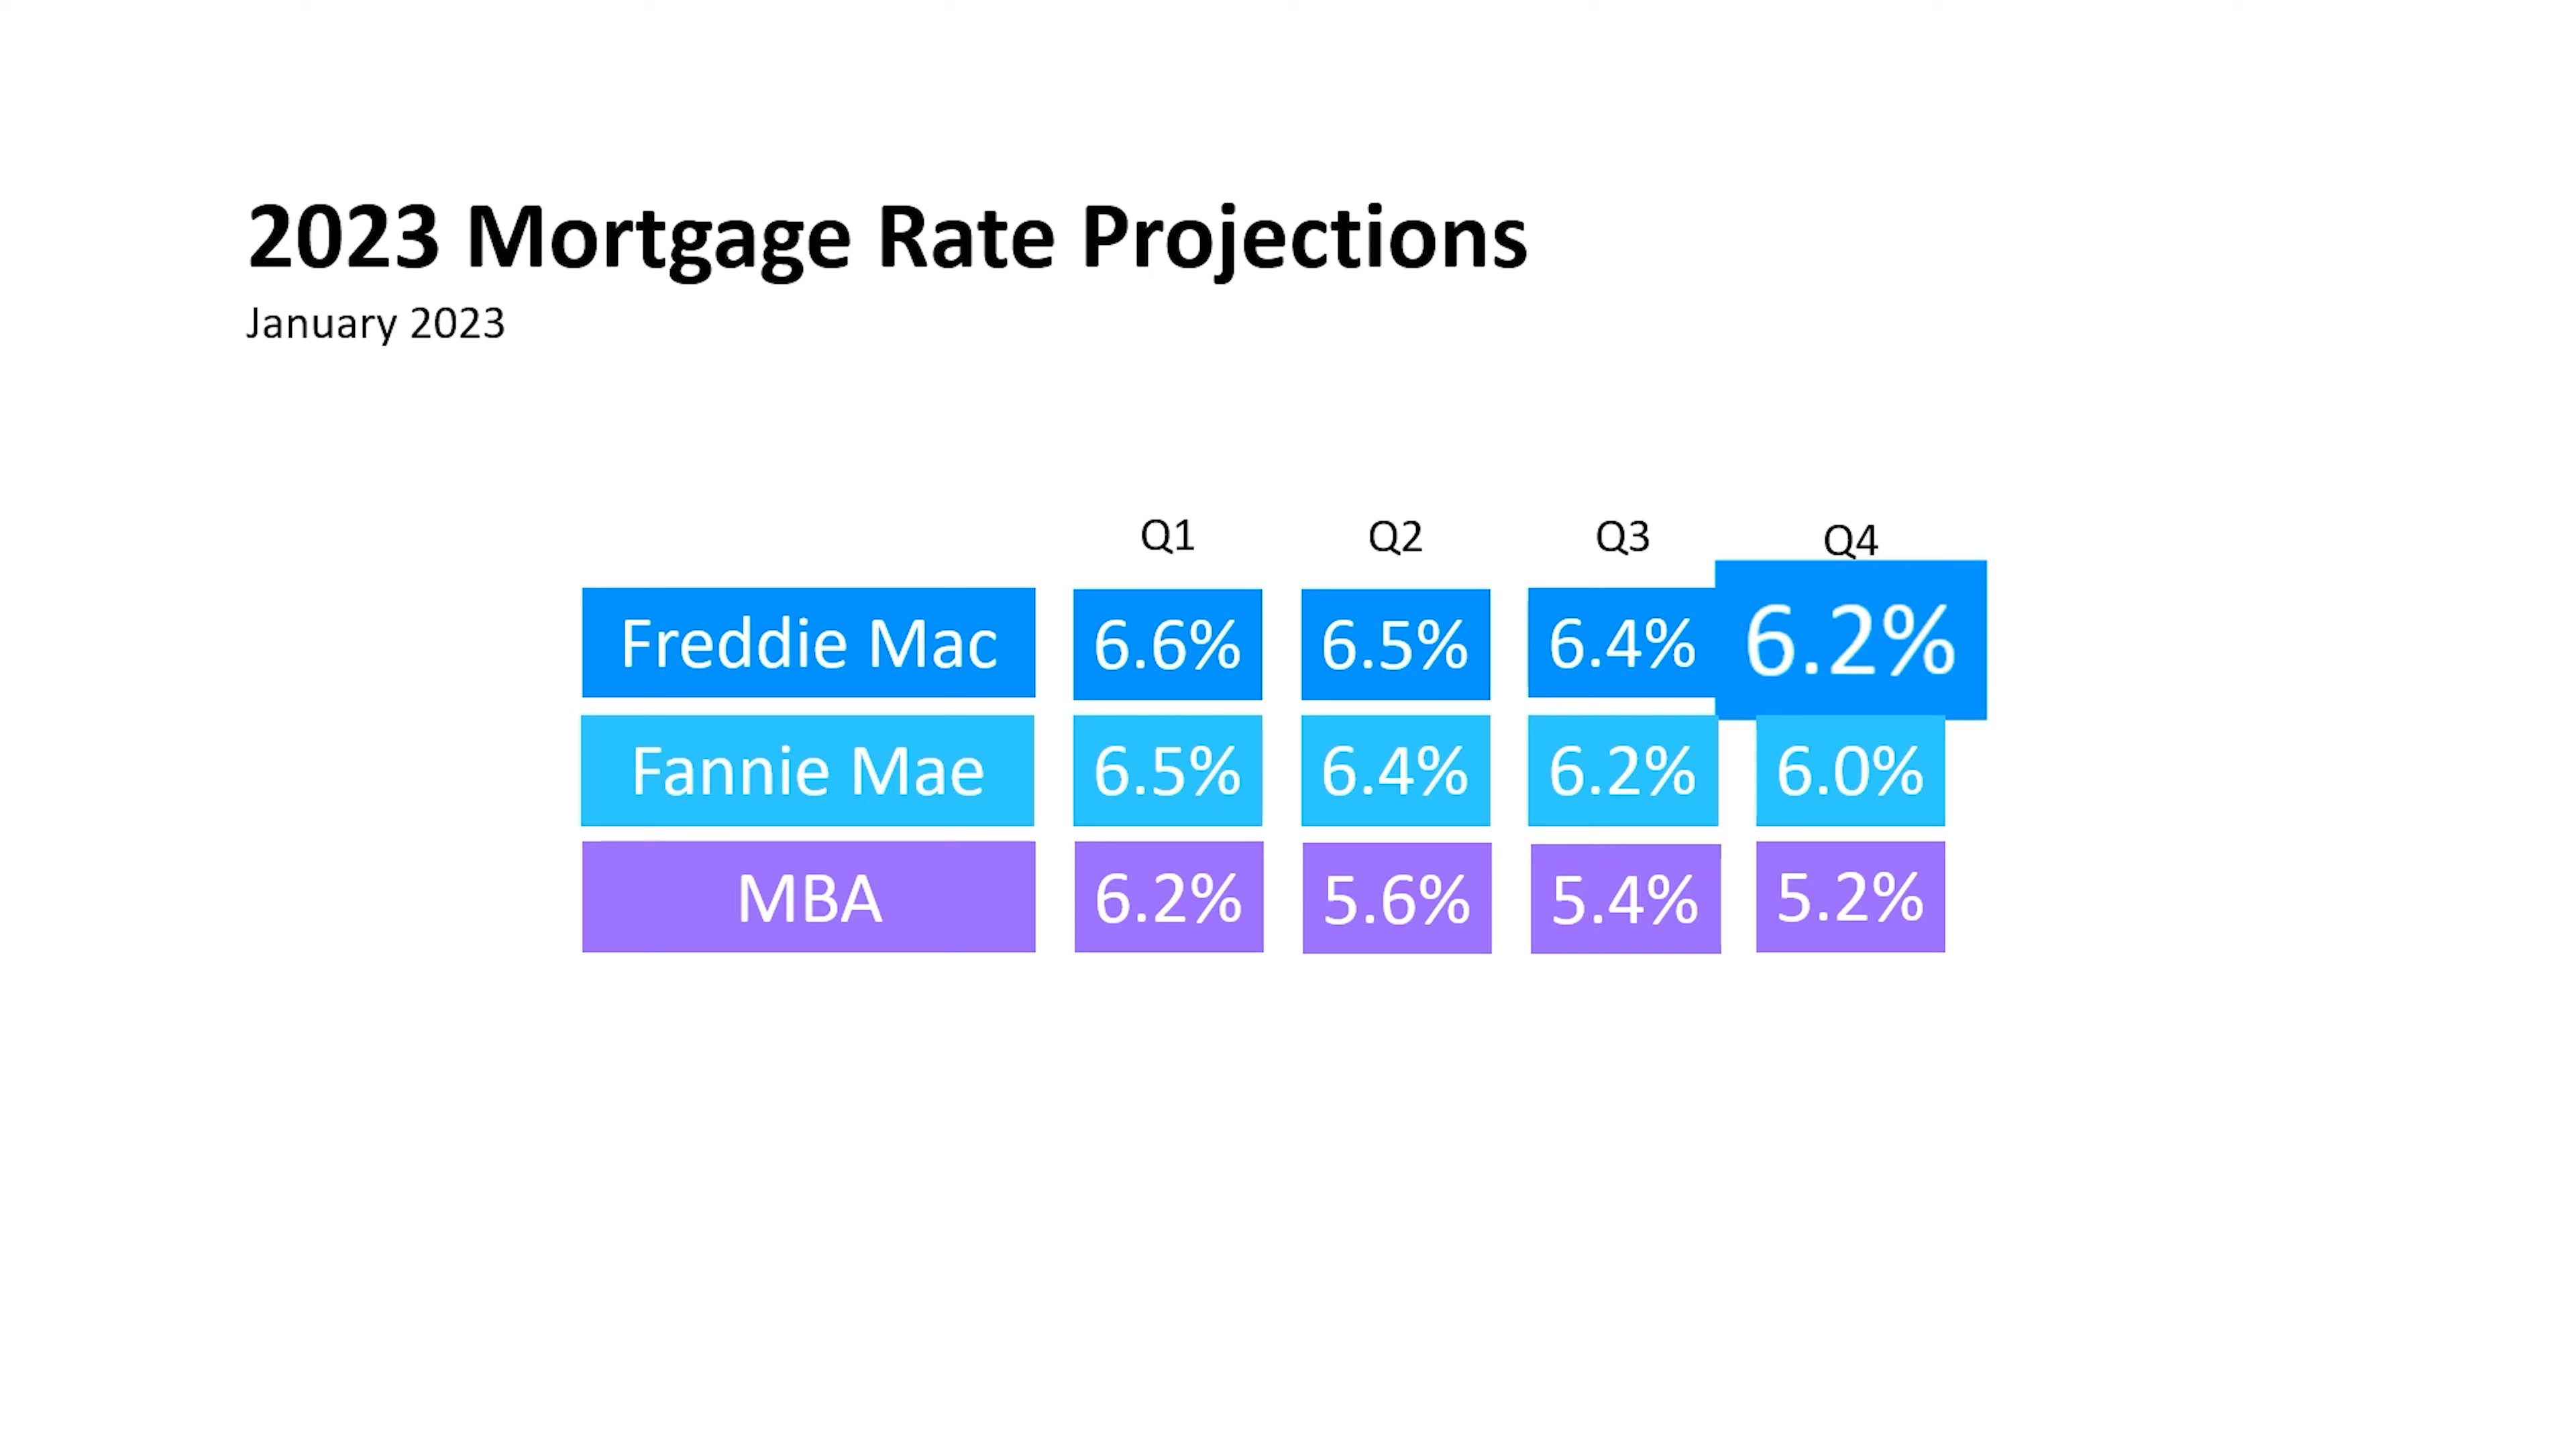 2023 Mortgage Rate Projections
January 2023
Q1 Q2 Q3 Q4
Freddie Mac 6.6% 6.5% 6.4% 6.2%
Fannie Mae 6.5% 6.4% 6.2% 6.0%
MBA 6.2% 5.6% 5.4% 5.2%